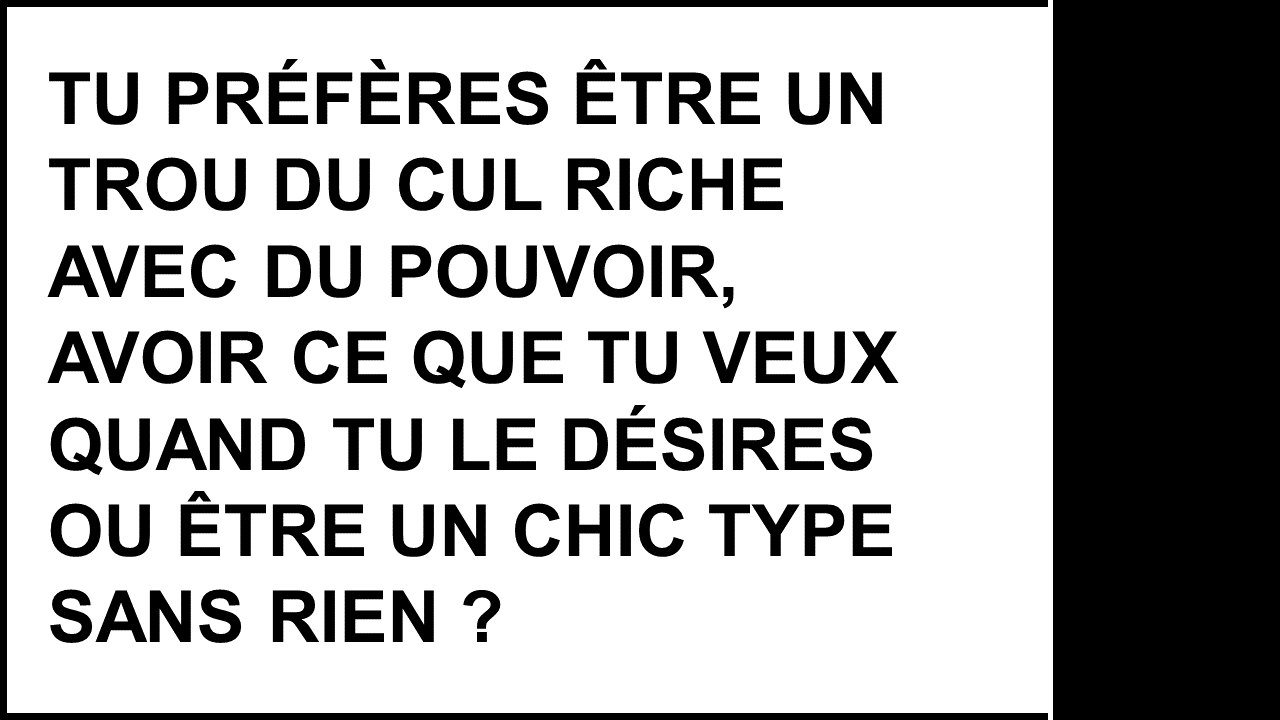 TU PRÉFÈRES ÊTRE UN
TROU DU CUL RICHE
AVEC DU POUVOIR,
AVOIR CE QUE TU VEUX
QUAND TU LE DÉSIRES
OU ÊTRE UN CHIC TYPE
SANS RIEN ?